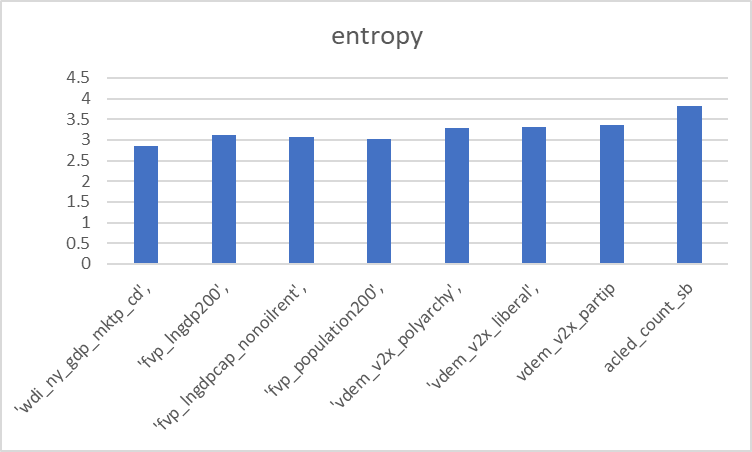 entropy
4.5
4
3.5
3
2.5
2
1.5
1
0.5
0
'wdi_ny_gdp_mktp_cd',
'fvp_lngdp200',
'fvp_lngdpcap_nonoilrent',
'fvp_population200',
'vdem_v2x_polyarchy',
'vdem_v2x_liberal',
vdem_v2x_partip
acled_count_sb